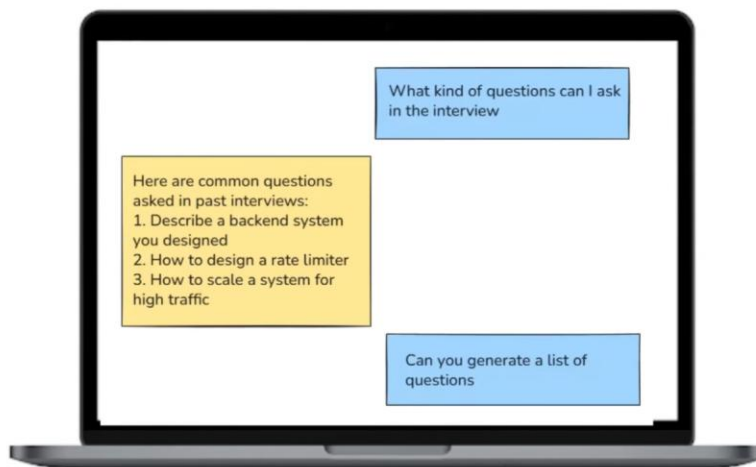 What kind of questions can I ask
in the interview
Here are common questions
asked in past interviews:
1. Describe a backend system
you designed
2. How to design a rate limiter
3. How to scale a system for
high traffic
Can you generate a list of
questions